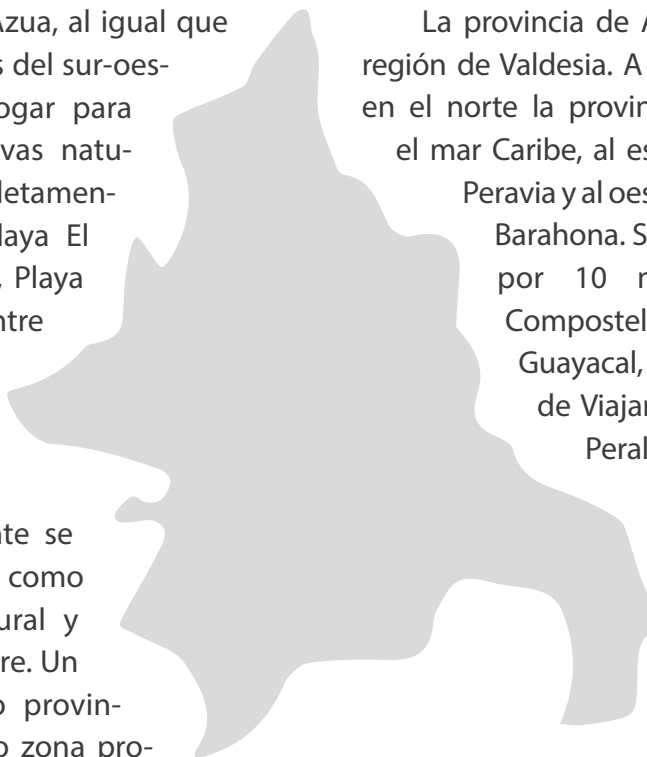 Azua, al igual que
s del sur-oes-
ogar para
vas natu-
letamen-
laya El
, Playa
ntre
nte se
como
ural y
re. Un
o provin-
o zona pro-
La provincia de A
región de Valdesia. A
en el norte la provin
el mar Caribe, al es
Peravia y al oes
Barahona. S
por 10 m
Compostel
Guayacal,
de Viajar
Peral